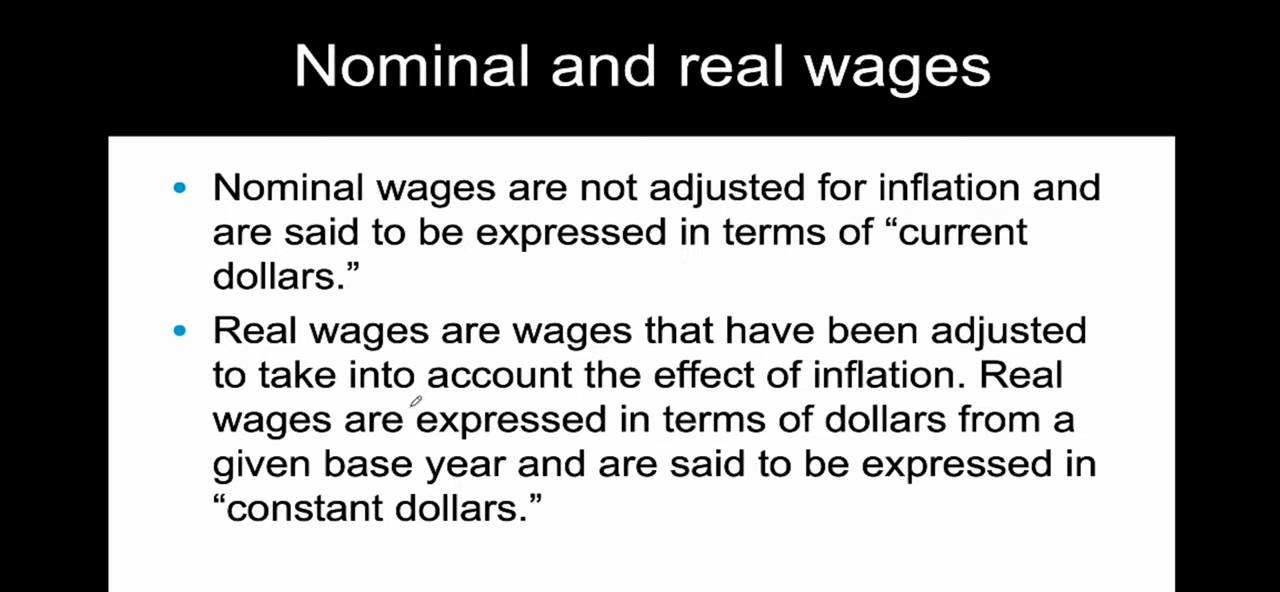 Nominal and real wages
• Nominal wages are not adjusted for inflation and
are said to be expressed in terms of “current
dollars.”
• Real wages are wages that have been adjusted
to take into account the effect of inflation. Real
wages are expressed in terms of dollars from a
given base year and are said to be expressed in
“constant dollars.”